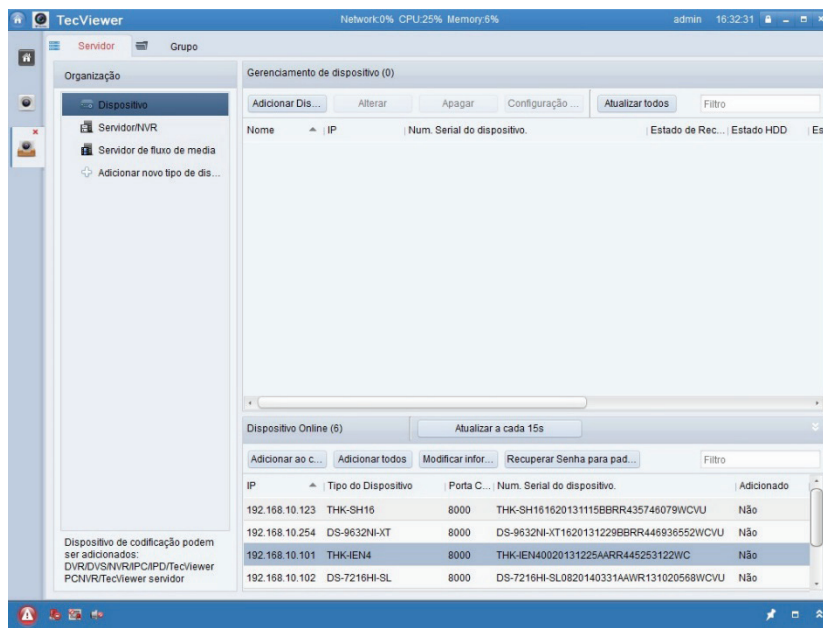 TecViewer
Network:0% CPU:25% Memory:6%
admin 16:32:31
Servidor Grupo
Organização
Dispositivo
Servidor/NVR
Servidor de fluxo de media
Adicionar novo tipo de dis...
Dispositivo de codificação podem
ser adicionados:
DVR/DVS/NVR/IPC/IPD/TecViewer
PCNVR/TecViewer servidor
Gerenciamento de dispositivo (0)
Adicionar Dis... Alterar Apagar Configuração ... Atualizar todos Filtro
Nome IP Num. Serial do dispositivo. Estado de Rec... Estado HDD Es
Dispositivo Online (6) Atualizar a cada 15s
Adicionar ao c... Adicionar todos Modificar infor... Recuperar Senha para pad... Filtro
IP Tipo do Dispositivo Porta C... Num. Serial do dispositivo. Adicionado
192.168.10.123 THK-SH16 8000 THK-SH161620131115BBRR435746079WCVU Não
192.168.10.254 DS-9632NI-XT 8000 DS-9632NI-XT1620131229BBRR446936552WCVU Não
192.168.10.101 THK-IEN4 8000 THK-IEN40020131225AARR445253122WC Não
192.168.10.102 DS-7216HI-SL 8000 DS-7216HI-SL0820140331AAWR131020568WCVU Não